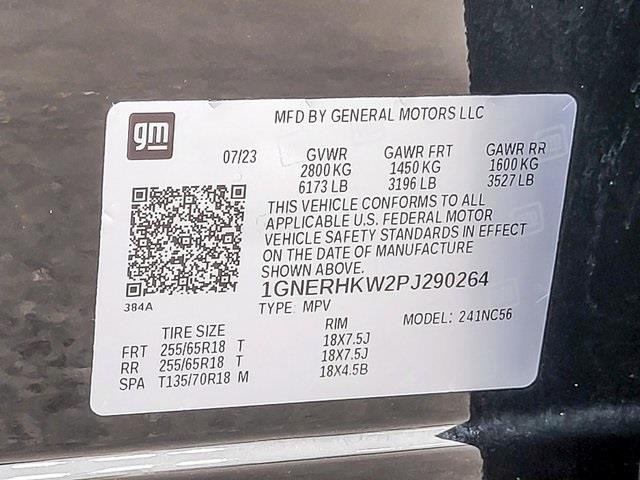 gm
MFD BY GENERAL MOTORS LLC
07/23 GVWR GAWR FRT GAWR RR
2800 KG 1450 KG 1600 KG
6173 LB 3196 LB 3527 LB
THIS VEHICLE CONFORMS TO ALL
APPLICABLE U.S. FEDERAL MOTOR
VEHICLE SAFETY STANDARDS IN EFFECT
ON THE DATE OF MANUFACTURE
SHOWN ABOVE.
1GNERHKW2PJ290264
384A
TYPE: MPV MODEL: 241NC56
TIRE SIZE RIM
FRT 255/65R18 T 18X7.5J
RR 255/65R18 T 18X7.5J
SPA T135/70R18 M 18X4.5B